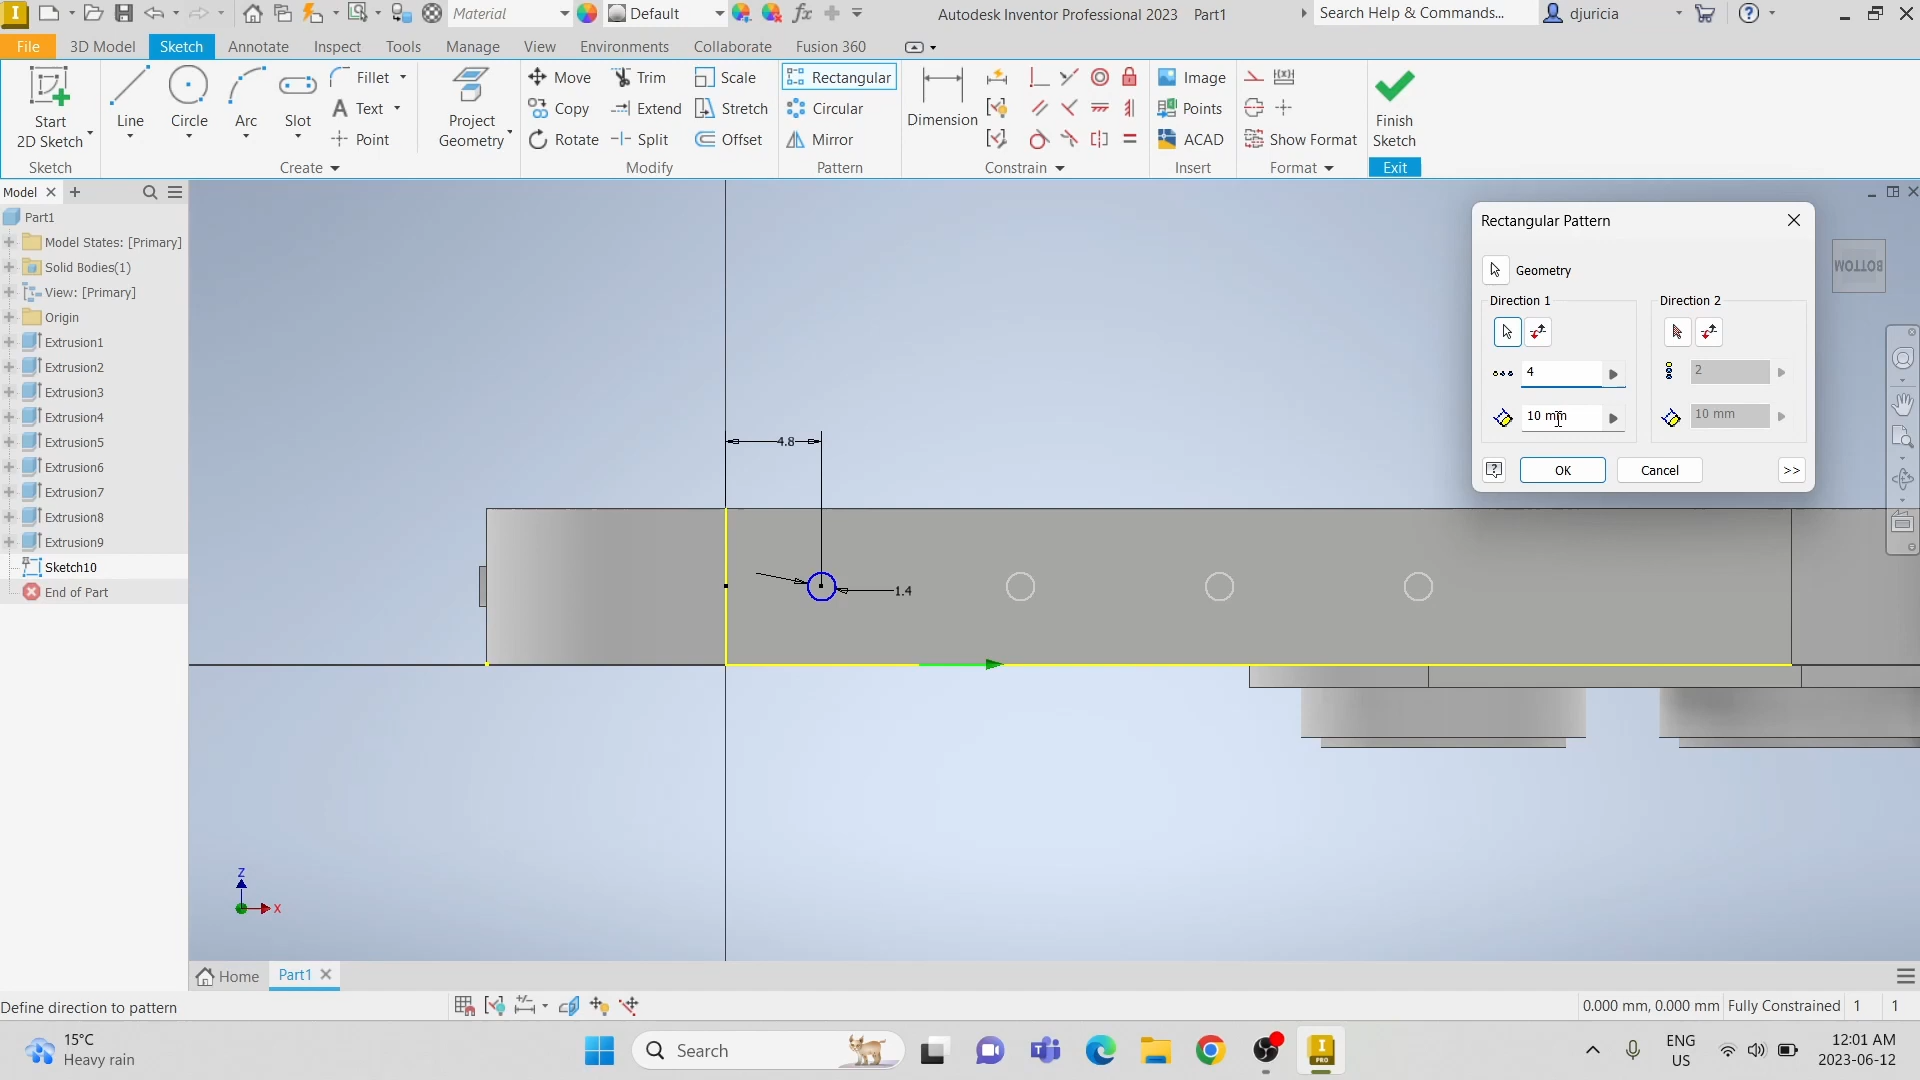 Material
Default
Autodesk Inventor Professional 2023 Part1
Search Help & Commands...
djuricia
File 3D Model Sketch Annotate Inspect Tools Manage View Environments Collaborate Fusion 360
Start
2D Sketch
Line
Circle
Arc
Slot
Fillet
Text
Point
Project
Geometry
Move
Copy
Rotate
Trim
Extend
Split
Scale
Stretch
Offset
Rectangular
Circular
Mirror
Dimension
Image
Points
ACAD
Show Format
Finish
Sketch
Sketch Create Modify Pattern Constrain Insert Format Exit
Model
Part1
Model States: [Primary]
Solid Bodies(1)
View: [Primary]
Origin
Extrusion1
Extrusion2
Extrusion3
Extrusion4
Extrusion5
Extrusion6
Extrusion7
Extrusion8
Extrusion9
Sketch10
End of Part
Rectangular Pattern
Geometry
Direction 1
Direction 2
4
2
10 mm
10 mm
OK
Cancel
>>
BOTTOM
4.8
1.4
Z
X
Home
Part1
Define direction to pattern
0.000 mm, 0.000 mm Fully Constrained 1 1
15°C
Heavy rain
Search
PRO
ENG
US
12:01 AM
2023-06-12